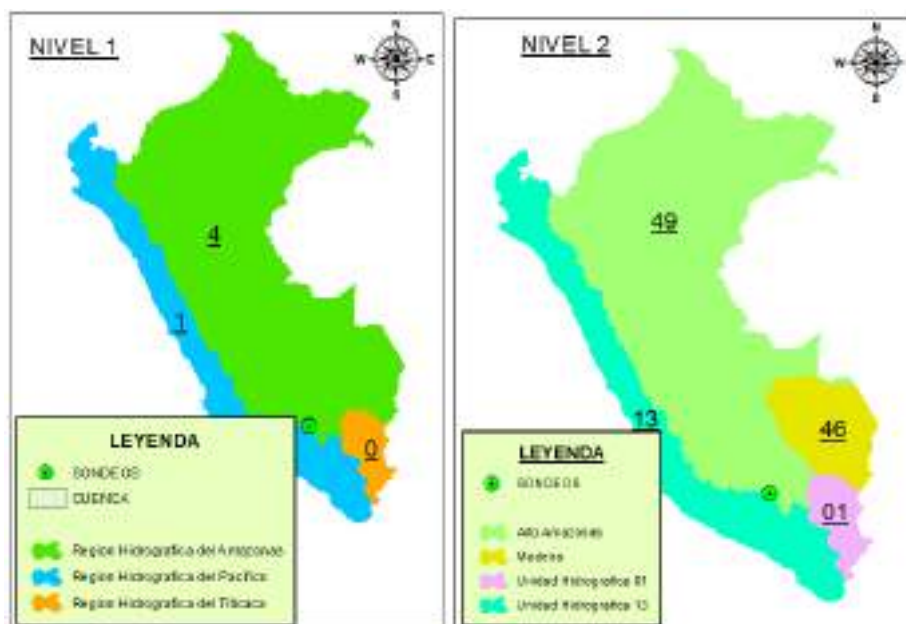 NIVEL 1
N
W
E
S
4
1
0
LEYENDA
SONDEOS
CUENCA
Region Hidrografica del Amazonas
Region Hidrografica del Pacifico
Region Hidrografica del Titicaca
NIVEL 2
N
W
E
S
49
13
46
01
LEYENDA
SONDEOS
Alto Amazonas
Madeira
Unidad Hidrografica 01
Unidad Hidrografica 13